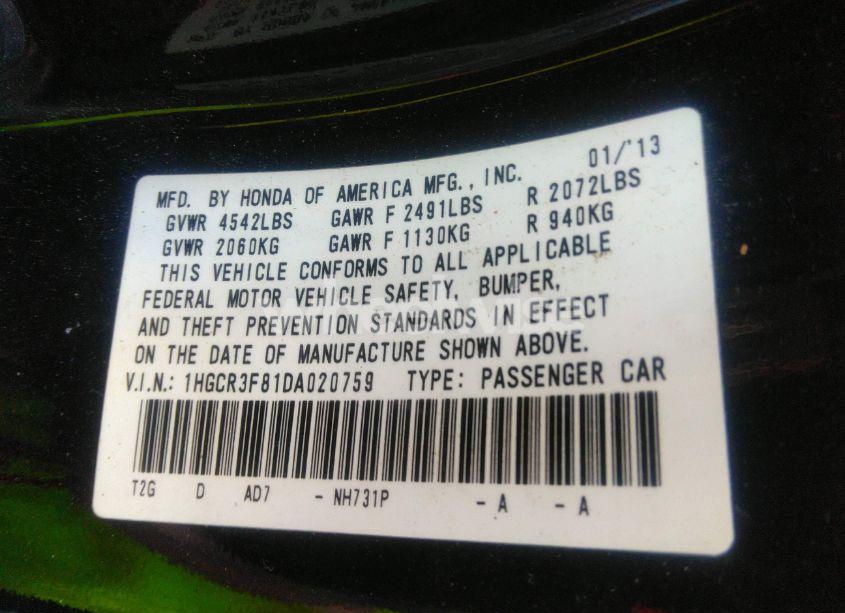 MFD. BY HONDA OF AMERICA MFG., INC. 01/'13
GVWR 4542LBS GAWR F 2491LBS R 2072LBS
GVWR 2060KG GAWR F 1130KG R 940KG
THIS VEHICLE CONFORMS TO ALL APPLICABLE
FEDERAL MOTOR VEHICLE SAFETY, BUMPER,
AND THEFT PREVENTION STANDARDS IN EFFECT
ON THE DATE OF MANUFACTURE SHOWN ABOVE.
V.I.N.: 1HGCR3F81DA020759 TYPE: PASSENGER CAR
T2G D AD7 - NH731P - A - A